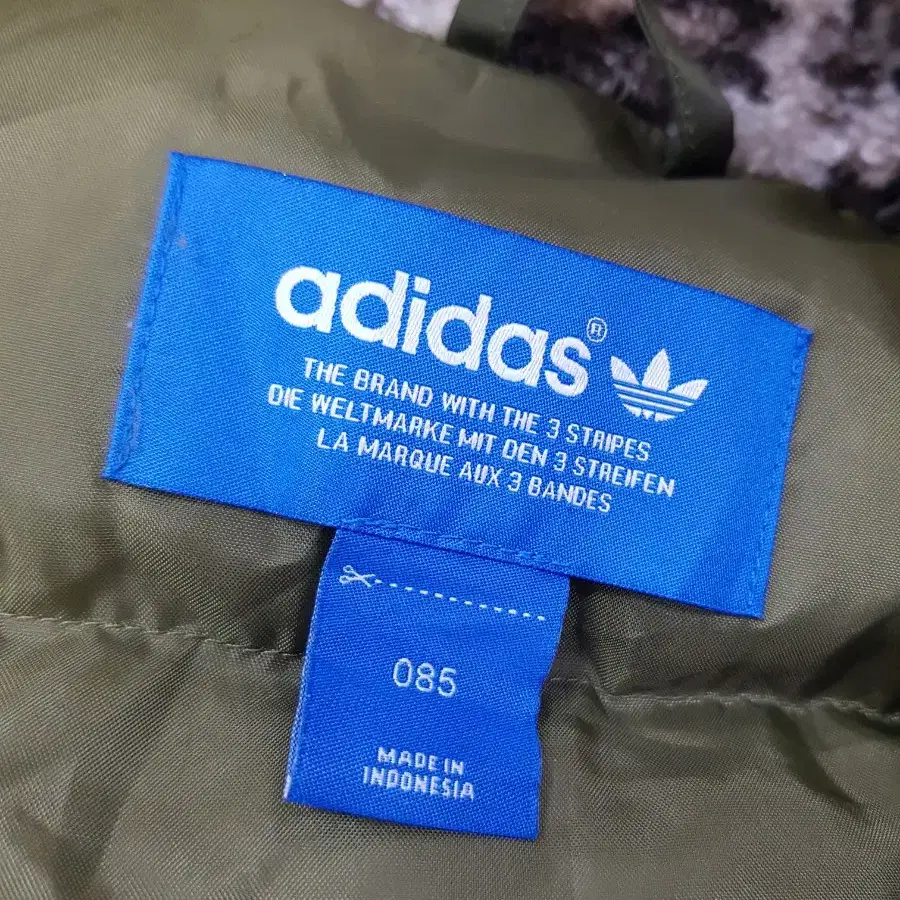 adidas®
THE BRAND WITH THE 3 STRIPES
DIE WELTMARKE MIT DEN 3 STREIFEN
LA MARQUE AUX 3 BANDES
085
MADE IN
INDONESIA